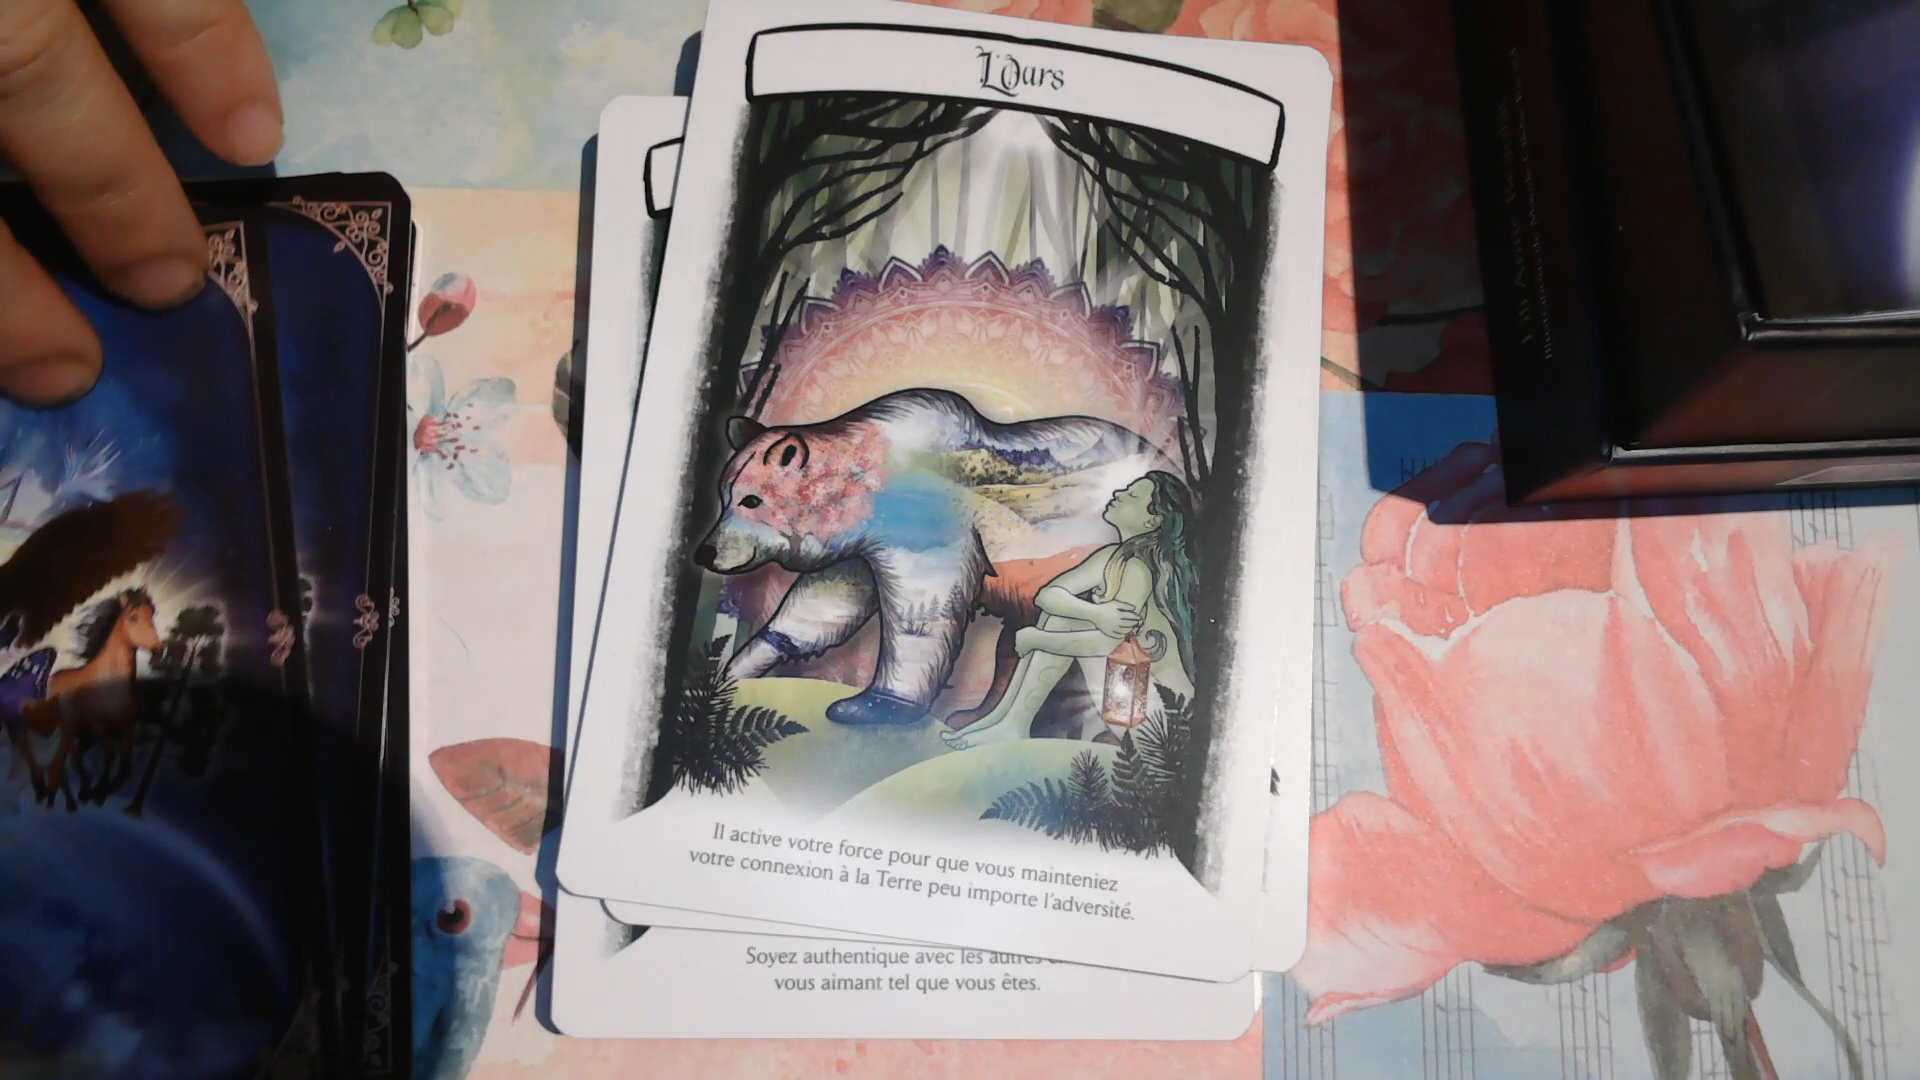 L'Ours
Il active votre force pour que vous mainteniez
votre connexion à la Terre peu importe l'adversité.
Soyez authentique avec les autres
vous aimant tel que vous êtes.